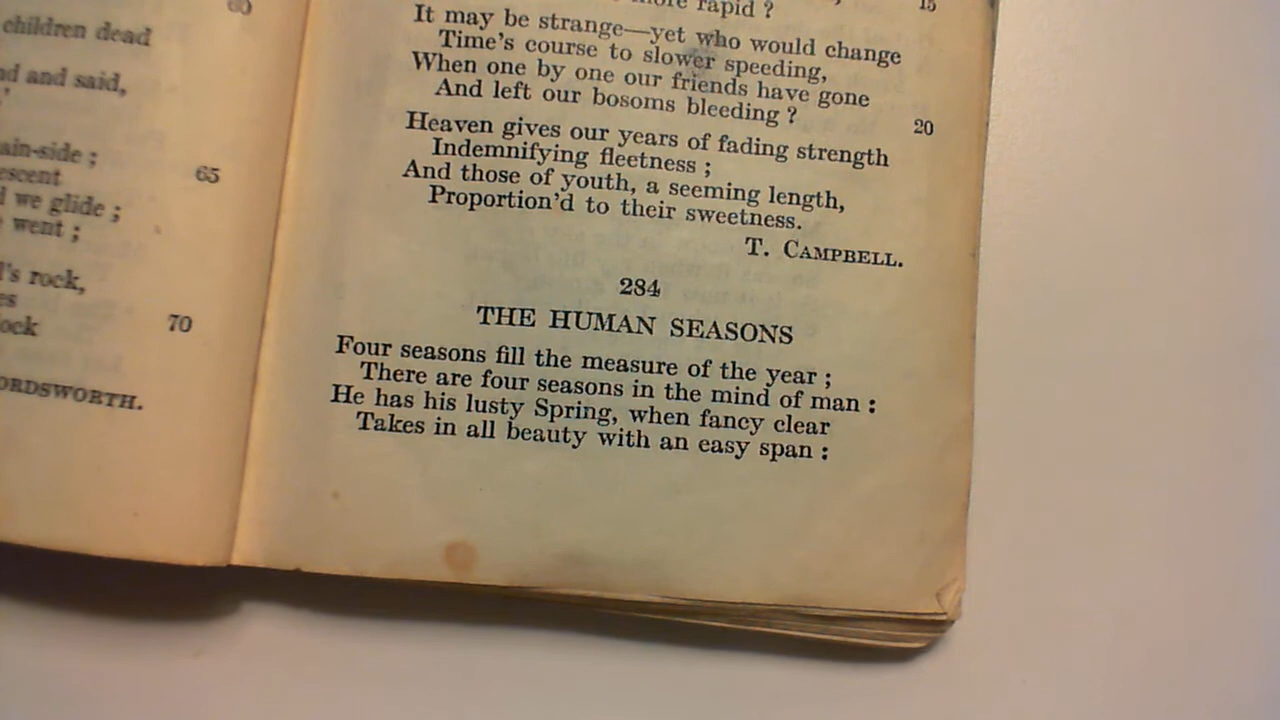 60
children dead
and said,
65
we glide ;
went ;
rock,
70
more rapid ?
15
It may be strange—yet who would change
Time's course to slower speeding,
When one by one our friends have gone
And left our bosoms bleeding ?
20
Heaven gives our years of fading strength
Indemnifying fleetness ;
And those of youth, a seeming length,
Proportion'd to their sweetness.
T. CAMPBELL.
284
THE HUMAN SEASONS
Four seasons fill the measure of the year ;
There are four seasons in the mind of man :
He has his lusty Spring, when fancy clear
Takes in all beauty with an easy span :